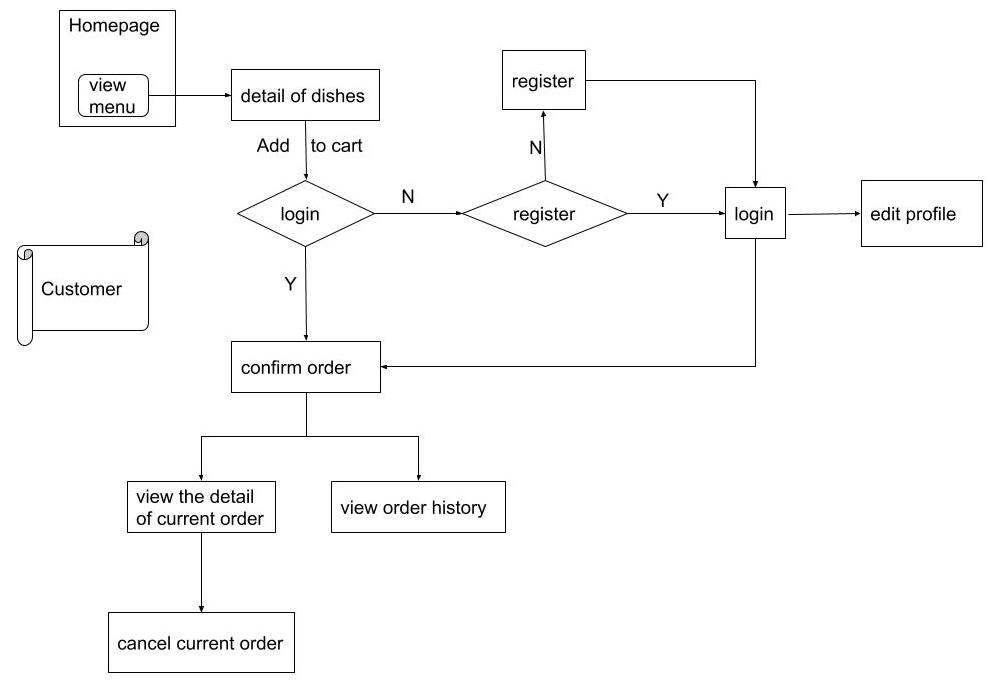 Homepage
view
menu
detail of dishes
register
Add to cart
N
login
N
register
Y
login
edit profile
Customer
Y
confirm order
view the detail
of current order
view order history
cancel current order